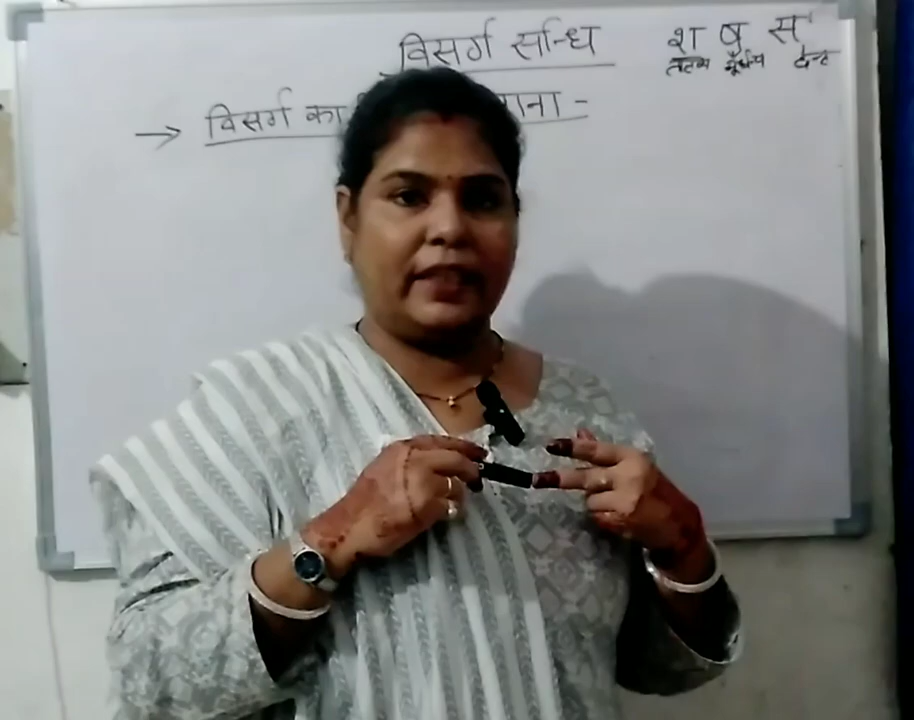 विसर्ग सन्धि
श ष स
तालव्य मूर्धन्य दन्त
विसर्ग का